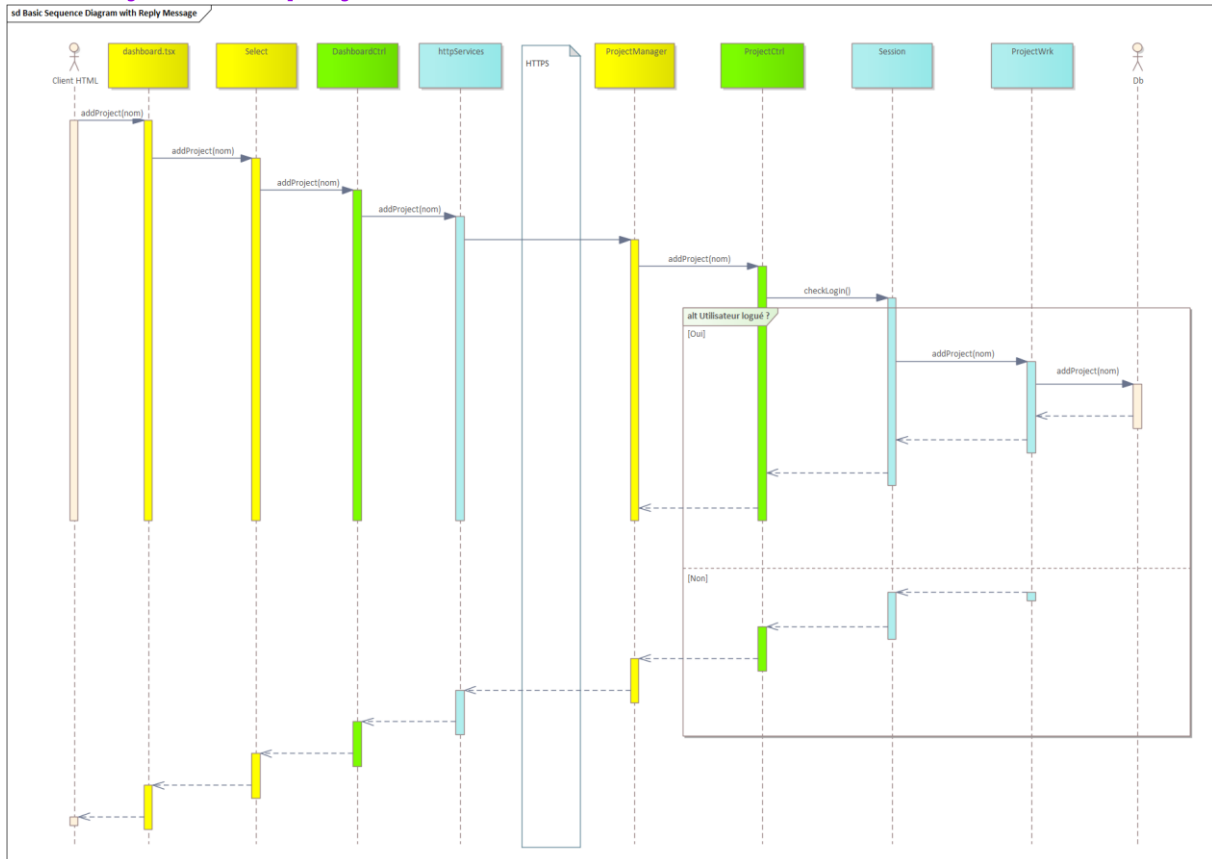 sd Basic Sequence Diagram with Reply Message
Client HTML
dashboard.tsx
Select
DashboardCtrl
httpServices
HTTPS
ProjectManager
ProjectCtrl
Session
ProjectWrk
Db
addProject(nom)
addProject(nom)
addProject(nom)
addProject(nom)
addProject(nom)
checkLogin()
alt Utilisateur logué ?
[Oui]
addProject(nom)
addProject(nom)
[Non]